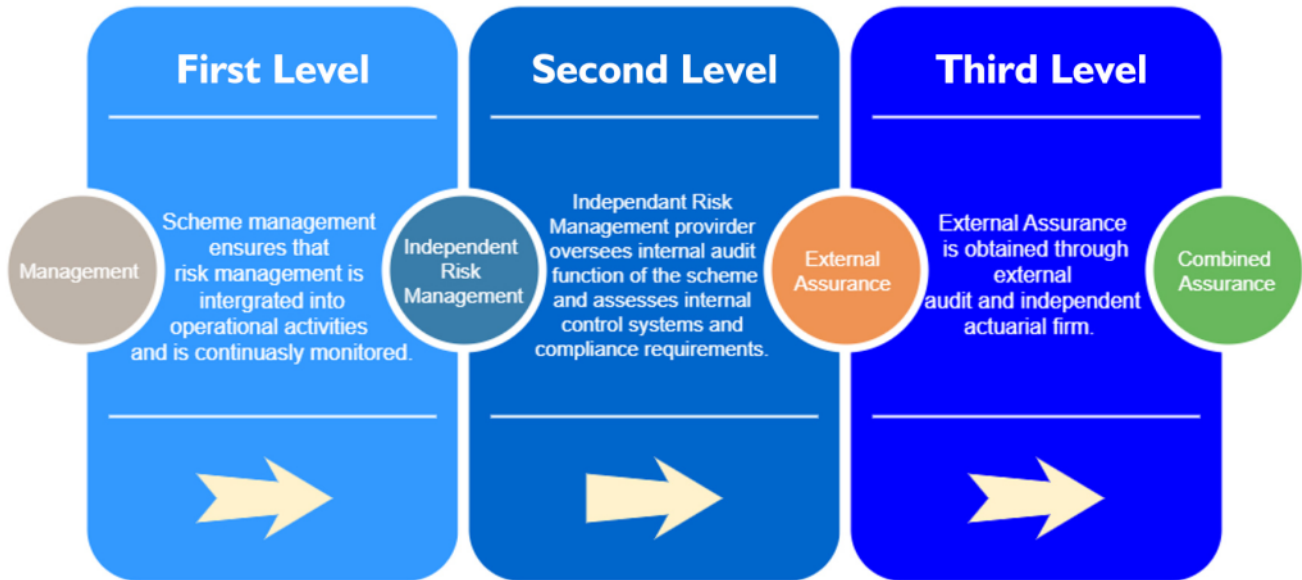 First Level
Second Level
Third Level
Management
Scheme management
ensures that
risk management is
intergrated into
operational activities
and is continuasly monitored.
Independent
Risk
Management
Independant Risk
Management provirder
oversees internal audit
function of the scheme
and assesses internal
control systems and
compliance requirements.
External
Assurance
External Assurance
is obtained through
external
audit and independent
actuarial firm.
Combined
Assurance